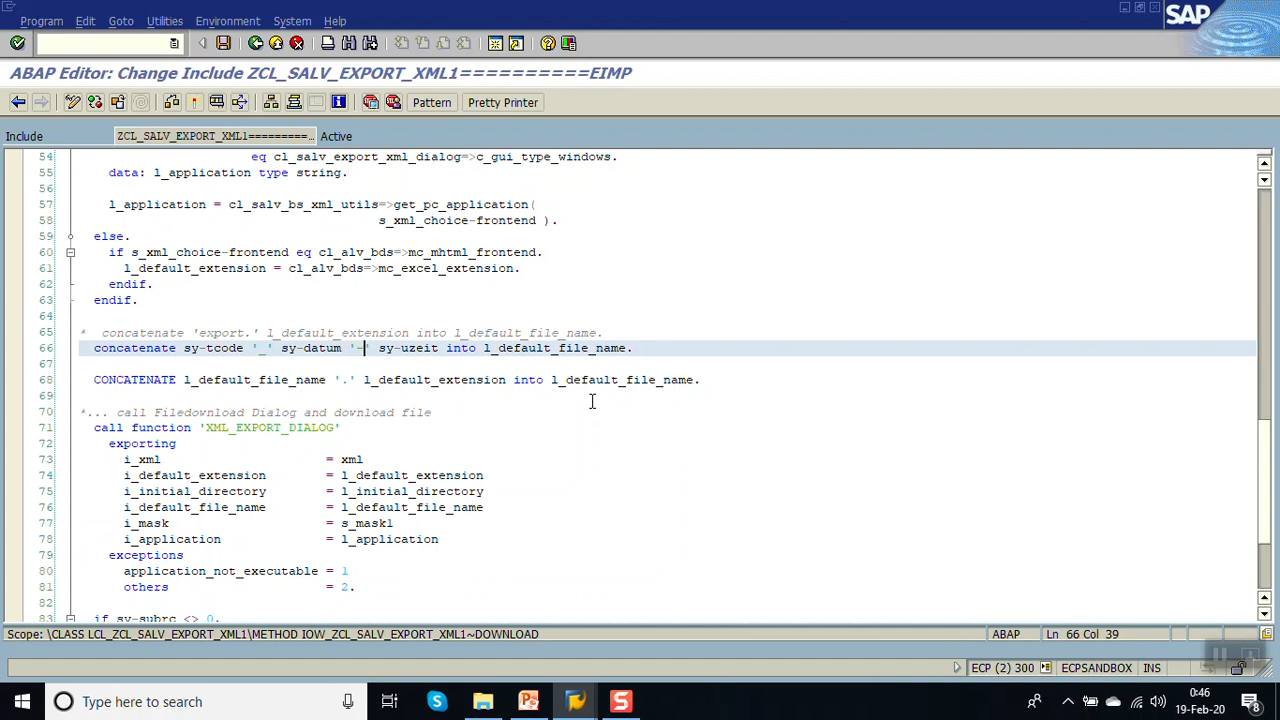 Program Edit Goto Utilities Environment System Help
SAP
ABAP Editor: Change Include ZCL_SALV_EXPORT_XML1==========EIMP
Pattern Pretty Printer
Include ZCL_SALV_EXPORT_XML1=========... Active
54 eq cl_salv_export_xml_dialog=>c_gui_type_windows.
55 data: l_application type string.
56
57 l_application = cl_salv_bs_xml_utils=>get_pc_application(
58 s_xml_choice-frontend ).
59 else.
60 if s_xml_choice-frontend eq cl_alv_bds=>mc_mhtml_frontend.
61 l_default_extension = cl_alv_bds=>mc_excel_extension.
62 endif.
63 endif.
64
65 * concatenate 'export.' l_default_extension into l_default_file_name.
66 concatenate sy-tcode '_' sy-datum '-' sy-uzeit into l_default_file_name.
67
68 CONCATENATE l_default_file_name '.' l_default_extension into l_default_file_name.
69
70 *... call Filedownload Dialog and download file
71 call function 'XML_EXPORT_DIALOG'
72 exporting
73 i_xml = xml
74 i_default_extension = l_default_extension
75 i_initial_directory = l_initial_directory
76 i_default_file_name = l_default_file_name
77 i_mask = s_mask1
78 i_application = l_application
79 exceptions
80 application_not_executable = 1
81 others = 2.
82
83 if sy-subrc <> 0.
Scope: \CLASS LCL_ZCL_SALV_EXPORT_XML1\METHOD IOW_ZCL_SALV_EXPORT_XML1~DOWNLOAD ABAP Ln 66 Col 39
ECP (2) 300 ECPSANDBOX INS
Type here to search
0:46
19-Feb-20
8